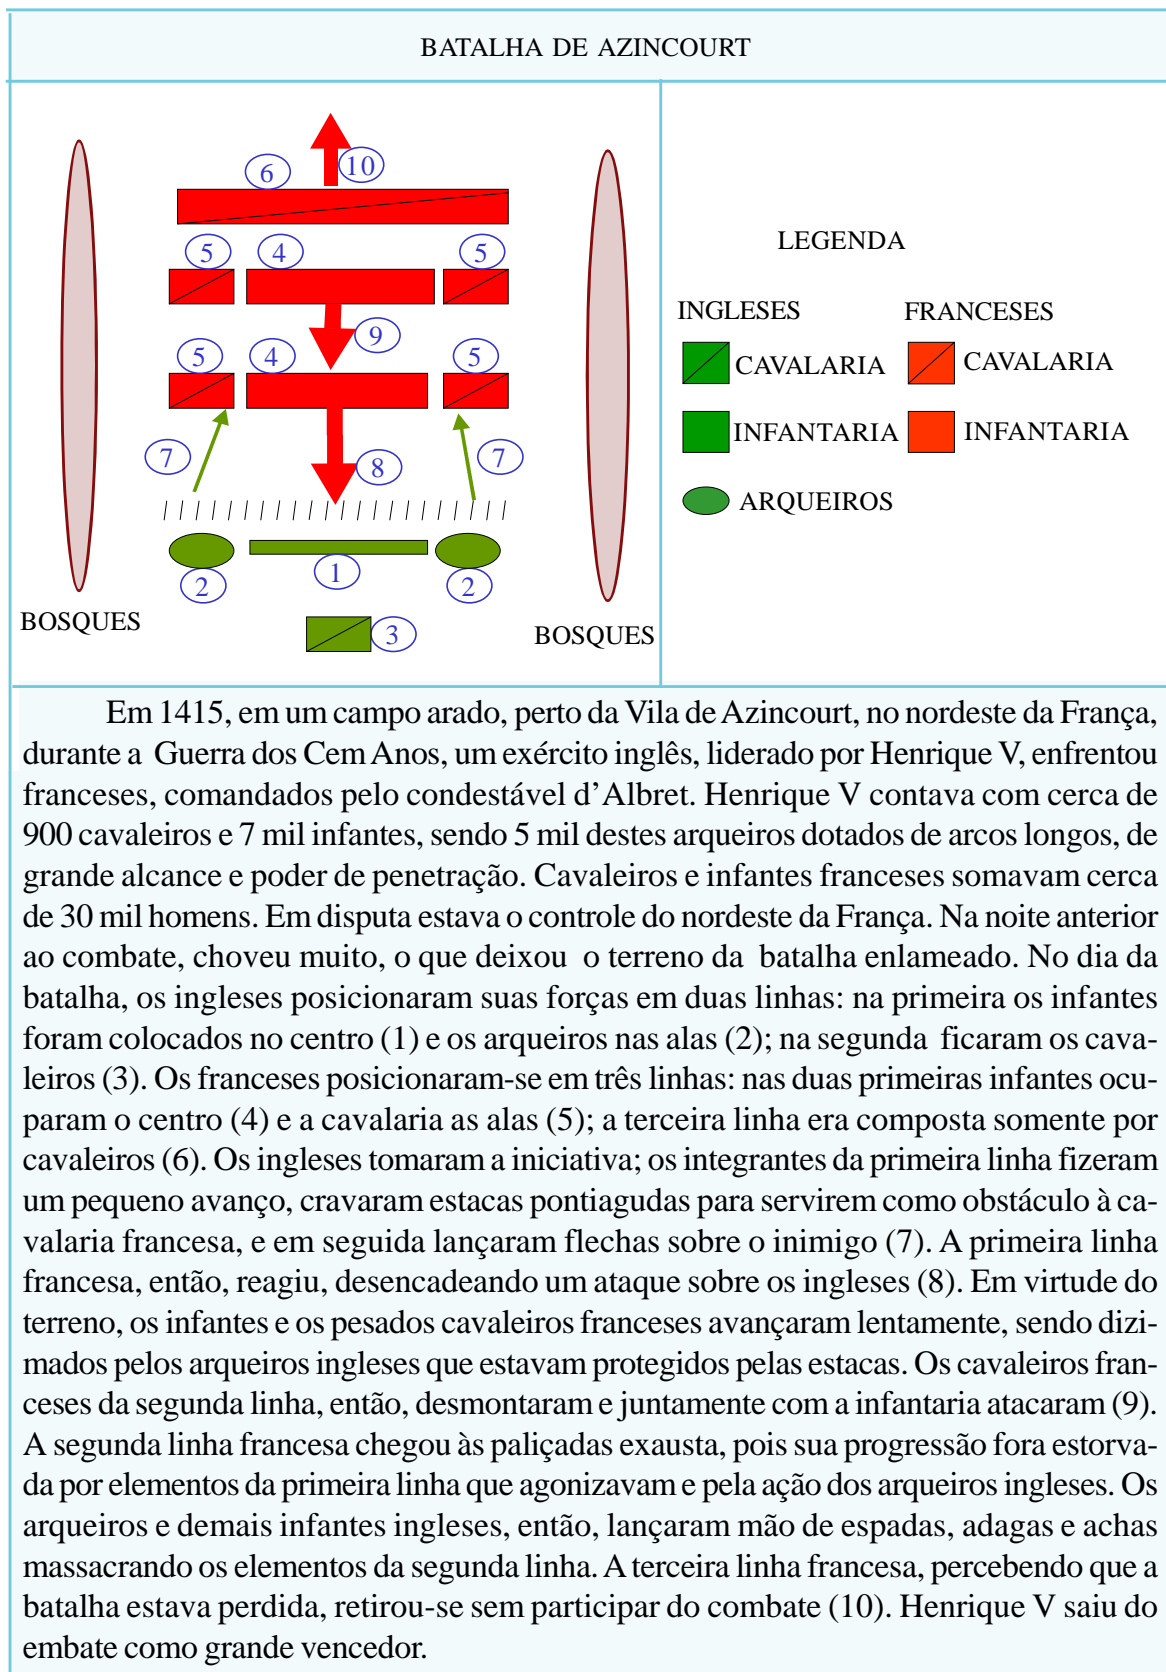 BATALHA DE AZINCOURT
6
10
5
4
5
9
5
4
5
7
8
7
/ / / / / / / / / / / / / / / / / / / / / /
2
1
2
3
BOSQUES
BOSQUES
LEGENDA
INGLESES
FRANCESES
CAVALARIA
CAVALARIA
INFANTARIA
INFANTARIA
ARQUEIROS
Em 1415, em um campo arado, perto da Vila de Azincourt, no nordeste da França,
durante a Guerra dos Cem Anos, um exército inglês, liderado por Henrique V, enfrentou
franceses, comandados pelo condestável d’Albret. Henrique V contava com cerca de
900 cavaleiros e 7 mil infantes, sendo 5 mil destes arqueiros dotados de arcos longos, de
grande alcance e poder de penetração. Cavaleiros e infantes franceses somavam cerca
de 30 mil homens. Em disputa estava o controle do nordeste da França. Na noite anterior
ao combate, choveu muito, o que deixou o terreno da batalha enlameado. No dia da
batalha, os ingleses posicionaram suas forças em duas linhas: na primeira os infantes
foram colocados no centro (1) e os arqueiros nas alas (2); na segunda ficaram os cava-
leiros (3). Os franceses posicionaram-se em três linhas: nas duas primeiras infantes ocu-
param o centro (4) e a cavalaria as alas (5); a terceira linha era composta somente por
cavaleiros (6). Os ingleses tomaram a iniciativa; os integrantes da primeira linha fizeram
um pequeno avanço, cravaram estacas pontiagudas para servirem como obstáculo à ca-
valaria francesa, e em seguida lançaram flechas sobre o inimigo (7). A primeira linha
francesa, então, reagiu, desencadeando um ataque sobre os ingleses (8). Em virtude do
terreno, os infantes e os pesados cavaleiros franceses avançaram lentamente, sendo dizi-
mados pelos arqueiros ingleses que estavam protegidos pelas estacas. Os cavaleiros fran-
ceses da segunda linha, então, desmontaram e juntamente com a infantaria atacaram (9).
A segunda linha francesa chegou às paliçadas exausta, pois sua progressão fora estorva-
da por elementos da primeira linha que agonizavam e pela ação dos arqueiros ingleses. Os
arqueiros e demais infantes ingleses, então, lançaram mão de espadas, adagas e achas
massacrando os elementos da segunda linha. A terceira linha francesa, percebendo que a
batalha estava perdida, retirou-se sem participar do combate (10). Henrique V saiu do
embate como grande vencedor.